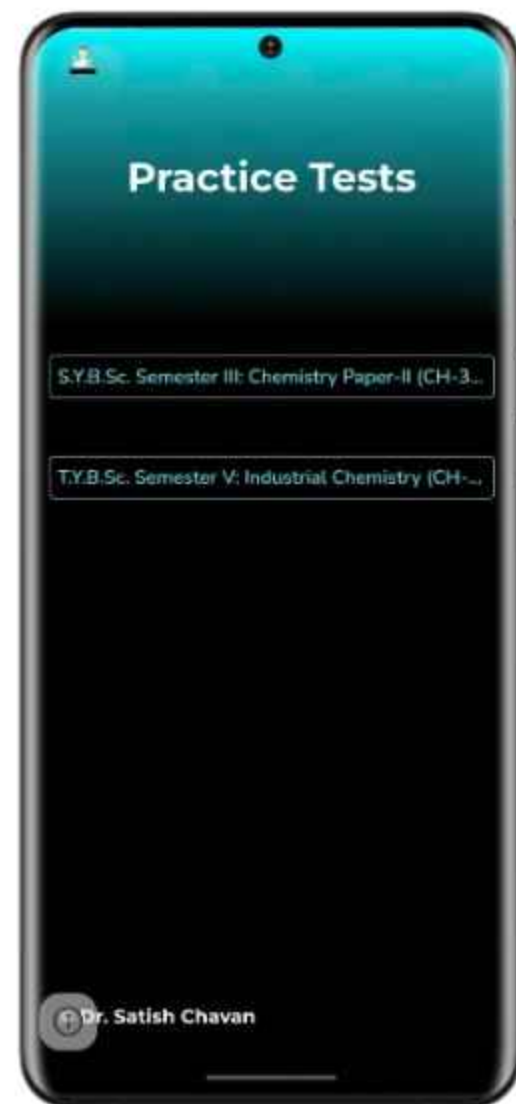 Practice Tests
S.Y.B.Sc. Semester III: Chemistry Paper-II (CH-3...
T.Y.B.Sc. Semester V: Industrial Chemistry (CH-...
Dr. Satish Chavan